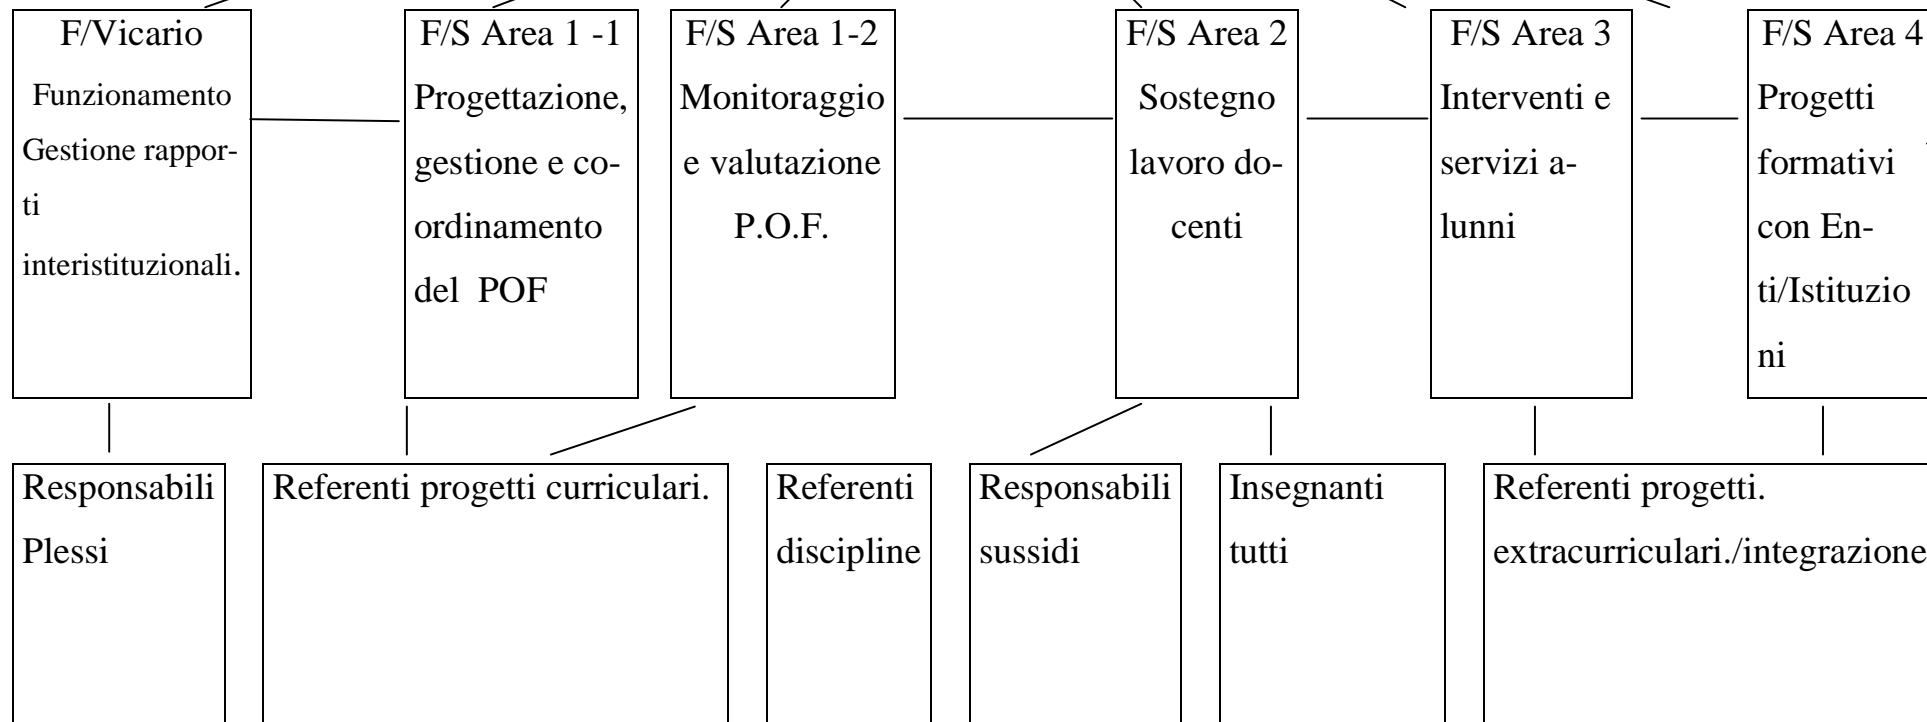 F/Vicario
Funzionamento
Gestione rappor-
ti
interistituzionali.
F/S Area 1 -1
Progettazione,
gestione e co-
ordinamento
del POF
F/S Area 1-2
Monitoraggio
e valutazione
P.O.F.
F/S Area 2
Sostegno
lavoro do-
centi
F/S Area 3
Interventi e
servizi a-
lunni
F/S Area 4
Progetti
formativi
con En-
ti/Istituzio
ni
Responsabili
Plessi
Referenti progetti curriculari.
Referenti
discipline
Responsabili
sussidi
Insegnanti
tutti
Referenti progetti.
extracurriculari./integrazione